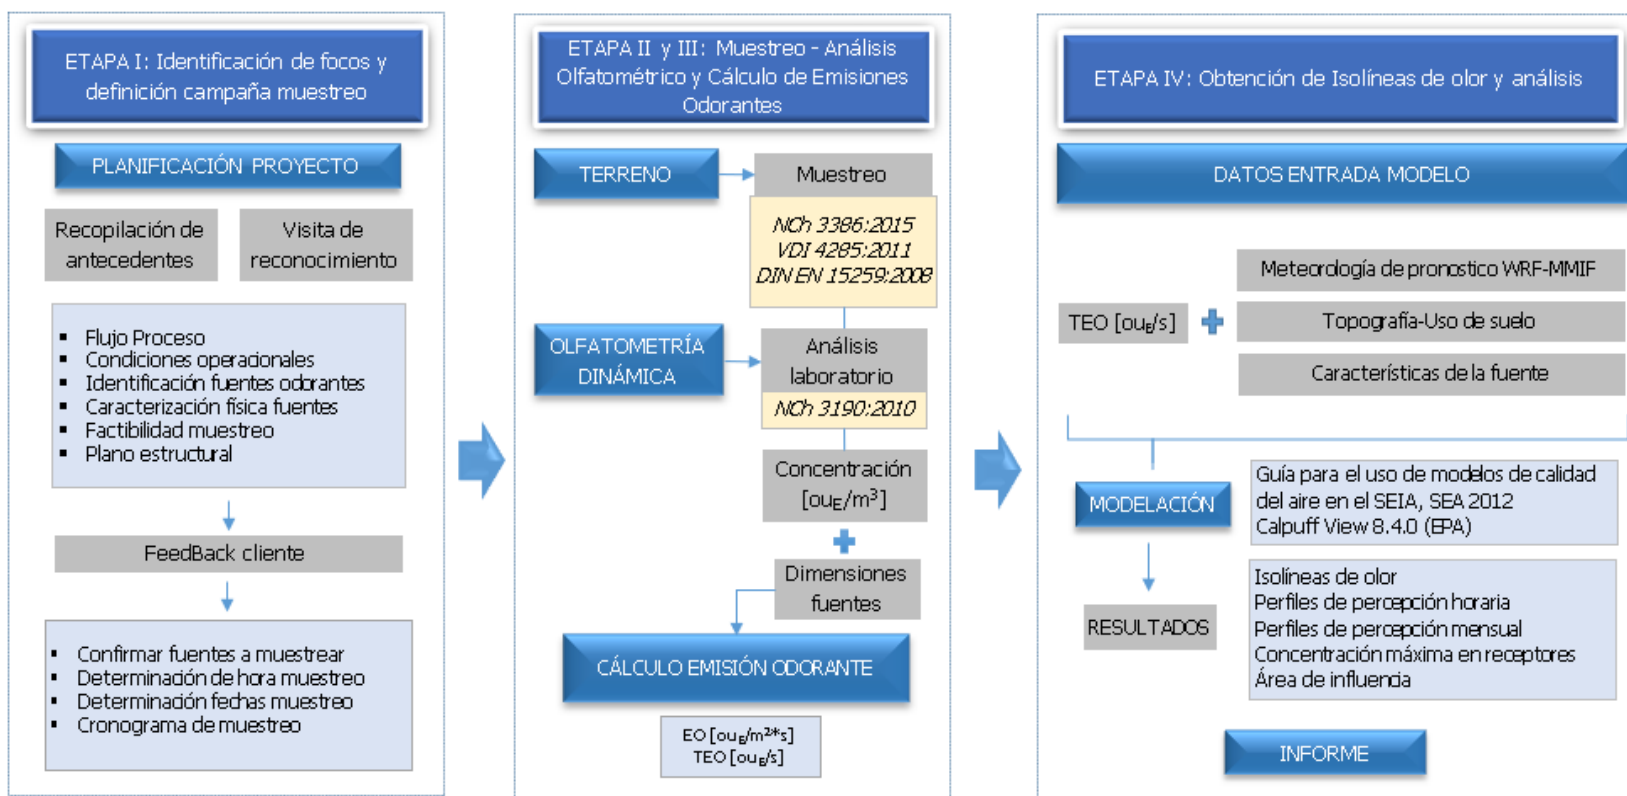 ETAPA I: Identificación de focos y
definición campaña muestreo
PLANIFICACIÓN PROYECTO
Recopilación de
antecedentes
Visita de
reconocimiento
▪ Flujo Proceso
▪ Condiciones operacionales
▪ Identificación fuentes odorantes
▪ Caracterización física fuentes
▪ Factibilidad muestreo
▪ Plano estructural
FeedBack cliente
▪ Confirmar fuentes a muestrear
▪ Determinación de hora muestreo
▪ Determinación fechas muestreo
▪ Cronograma de muestreo
ETAPA II y III: Muestreo - Análisis
Olfatométrico y Cálculo de Emisiones
Odorantes
TERRENO
Muestreo
NCh 3386:2015
VDI 4285:2011
DIN EN 15259:2008
OLFATOMETRÍA
DINÁMICA
Análisis
laboratorio
NCh 3190:2010
Concentración
[ouE/m³]
Dimensiones
fuentes
CÁLCULO EMISIÓN ODORANTE
EO [ouE/m²*s]
TEO [ouE/s]
ETAPA IV: Obtención de Isolíneas de olor y análisis
DATOS ENTRADA MODELO
TEO [ouE/s]
Meteorología de pronostico WRF-MMIF
Topografía-Uso de suelo
Características de la fuente
MODELACIÓN
Guía para el uso de modelos de calidad
del aire en el SEIA, SEA 2012
Calpuff View 8.4.0 (EPA)
RESULTADOS
Isolíneas de olor
Perfiles de percepción horaria
Perfiles de percepción mensual
Concentración máxima en receptores
Área de influencia
INFORME